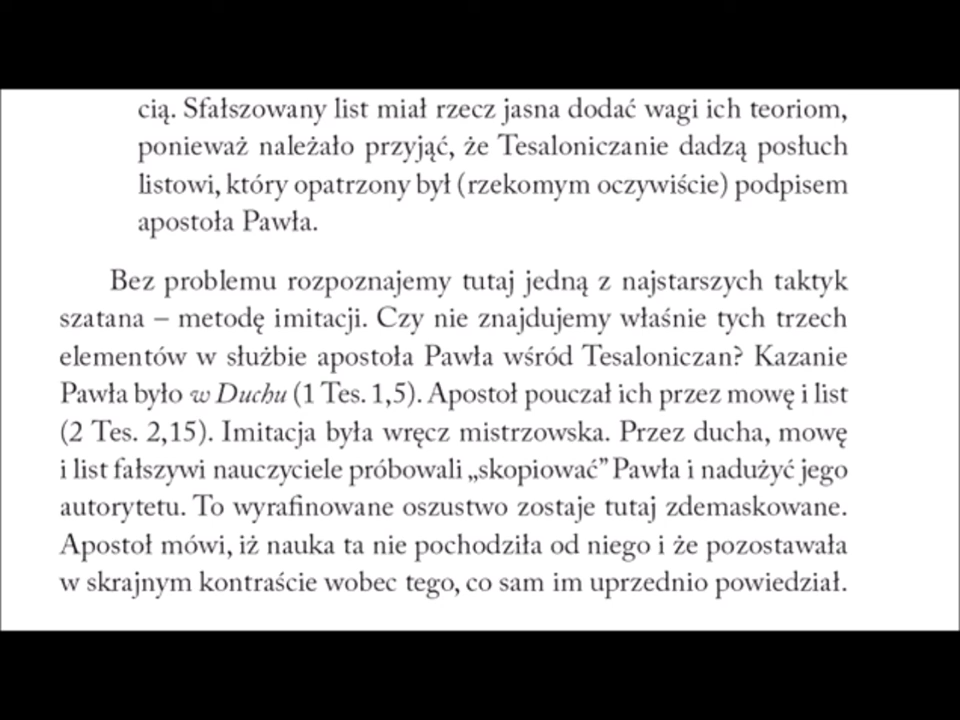 cią. Sfałszowany list miał rzecz jasna dodać wagi ich teoriom,
ponieważ należało przyjąć, że Tesaloniczanie dadzą posłuch
listowi, który opatrzony był (rzekomym oczywiście) podpisem
apostoła Pawła.
Bez problemu rozpoznajemy tutaj jedną z najstarszych taktyk
szatana – metodę imitacji. Czy nie znajdujemy właśnie tych trzech
elementów w służbie apostoła Pawła wśród Tesaloniczan? Kazanie
Pawła było w Duchu (1 Tes. 1,5). Apostoł pouczał ich przez mowę i list
(2 Tes. 2,15). Imitacja była wręcz mistrzowska. Przez ducha, mowę
i list fałszywi nauczyciele próbowali „skopiować” Pawła i nadużyć jego
autorytetu. To wyrafinowane oszustwo zostaje tutaj zdemaskowane.
Apostoł mówi, iż nauka ta nie pochodziła od niego i że pozostawała
w skrajnym kontraście wobec tego, co sam im uprzednio powiedział.